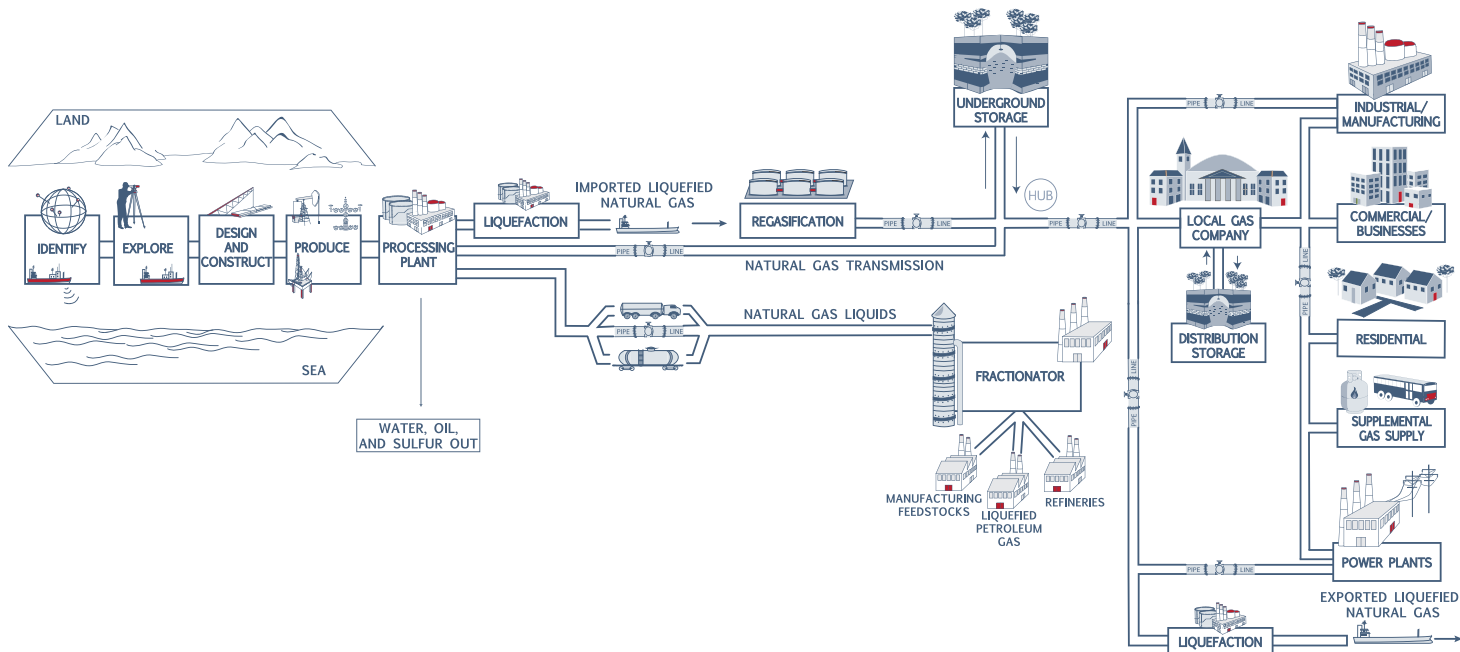 LAND
IDENTIFY
EXPLORE
DESIGN
AND
CONSTRUCT
PRODUCE
PROCESSING
PLANT
SEA
WATER, OIL,
AND SULFUR OUT
LIQUEFACTION
IMPORTED LIQUEFIED
NATURAL GAS
REGASIFICATION
PIPE LINE
PIPE LINE
NATURAL GAS TRANSMISSION
NATURAL GAS LIQUIDS
PIPE LINE
UNDERGROUND
STORAGE
HUB
PIPE LINE
FRACTIONATOR
MANUFACTURING
FEEDSTOCKS
LIQUEFIED
PETROLEUM
GAS
REFINERIES
PIPE LINE
PIPE LINE
LOCAL GAS
COMPANY
DISTRIBUTION
STORAGE
PIPE LINE
INDUSTRIAL/
MANUFACTURING
COMMERCIAL/
BUSINESSES
RESIDENTIAL
SUPPLEMENTAL
GAS SUPPLY
POWER PLANTS
PIPE LINE
EXPORTED LIQUEFIED
NATURAL GAS
LIQUEFACTION